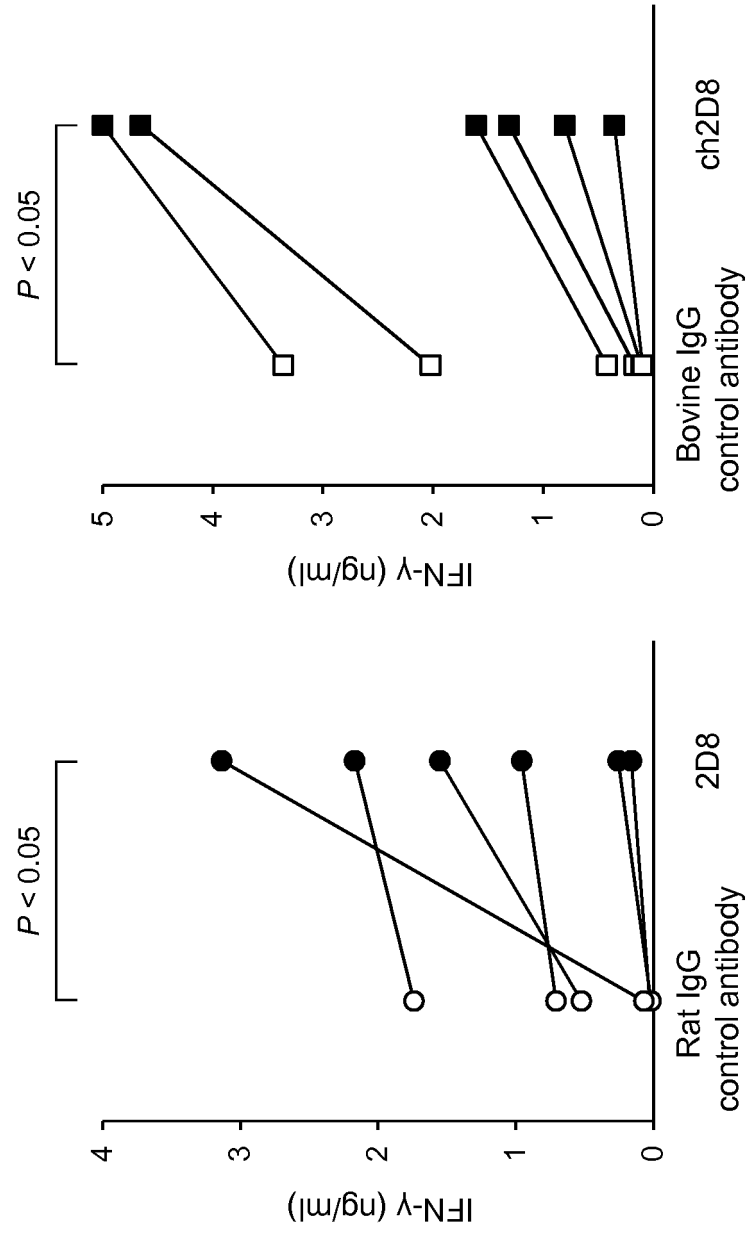 P < 0.05
IFN-γ (ng/ml)
4
3
2
1
0
Rat IgG
control antibody
2D8
P < 0.05
IFN-γ (ng/ml)
5
4
3
2
1
0
Bovine IgG
control antibody
ch2D8